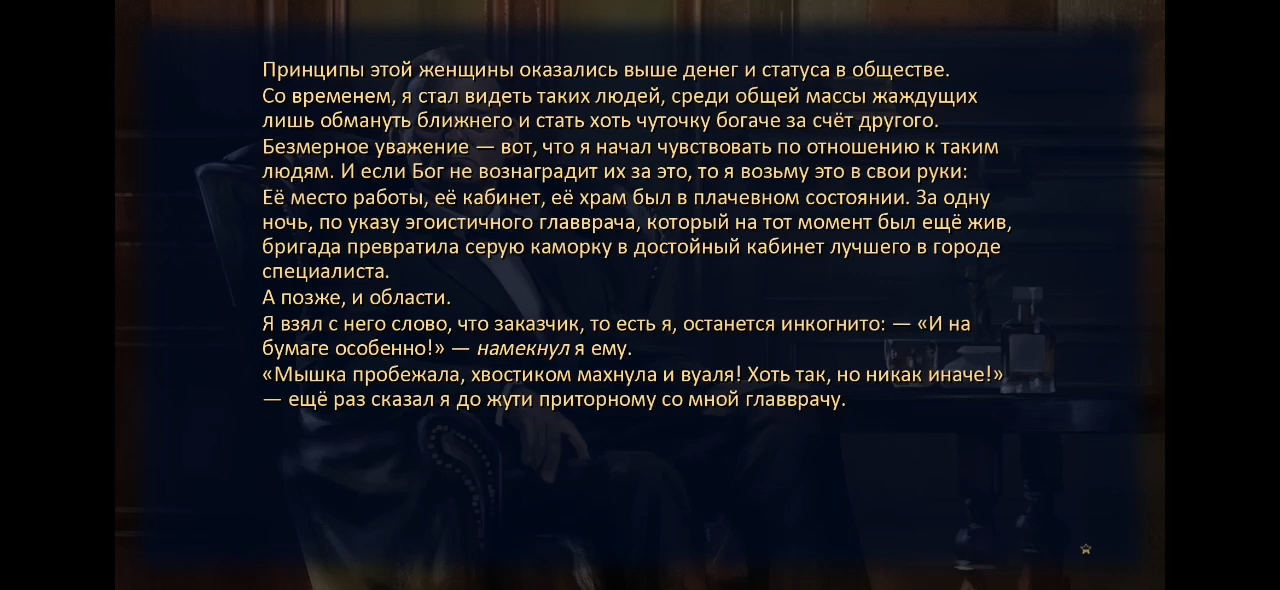 Принципы этой женщины оказались выше денег и статуса в обществе.
Со временем, я стал видеть таких людей, среди общей массы жаждущих
лишь обмануть ближнего и стать хоть чуточку богаче за счёт другого.
Безмерное уважение — вот, что я начал чувствовать по отношению к таким
людям. И если Бог не вознаградит их за это, то я возьму это в свои руки:
Её место работы, её кабинет, её храм был в плачевном состоянии. За одну
ночь, по указу эгоистичного главврача, который на тот момент был ещё жив,
бригада превратила серую каморку в достойный кабинет лучшего в городе
специалиста.
А позже, и области.
Я взял с него слово, что заказчик, то есть я, останется инкогнито: — «И на
бумаге особенно!» — намекнул я ему.
«Мышка пробежала, хвостиком махнула и вуаля! Хоть так, но никак иначе!»
— ещё раз сказал я до жути приторному со мной главврачу.